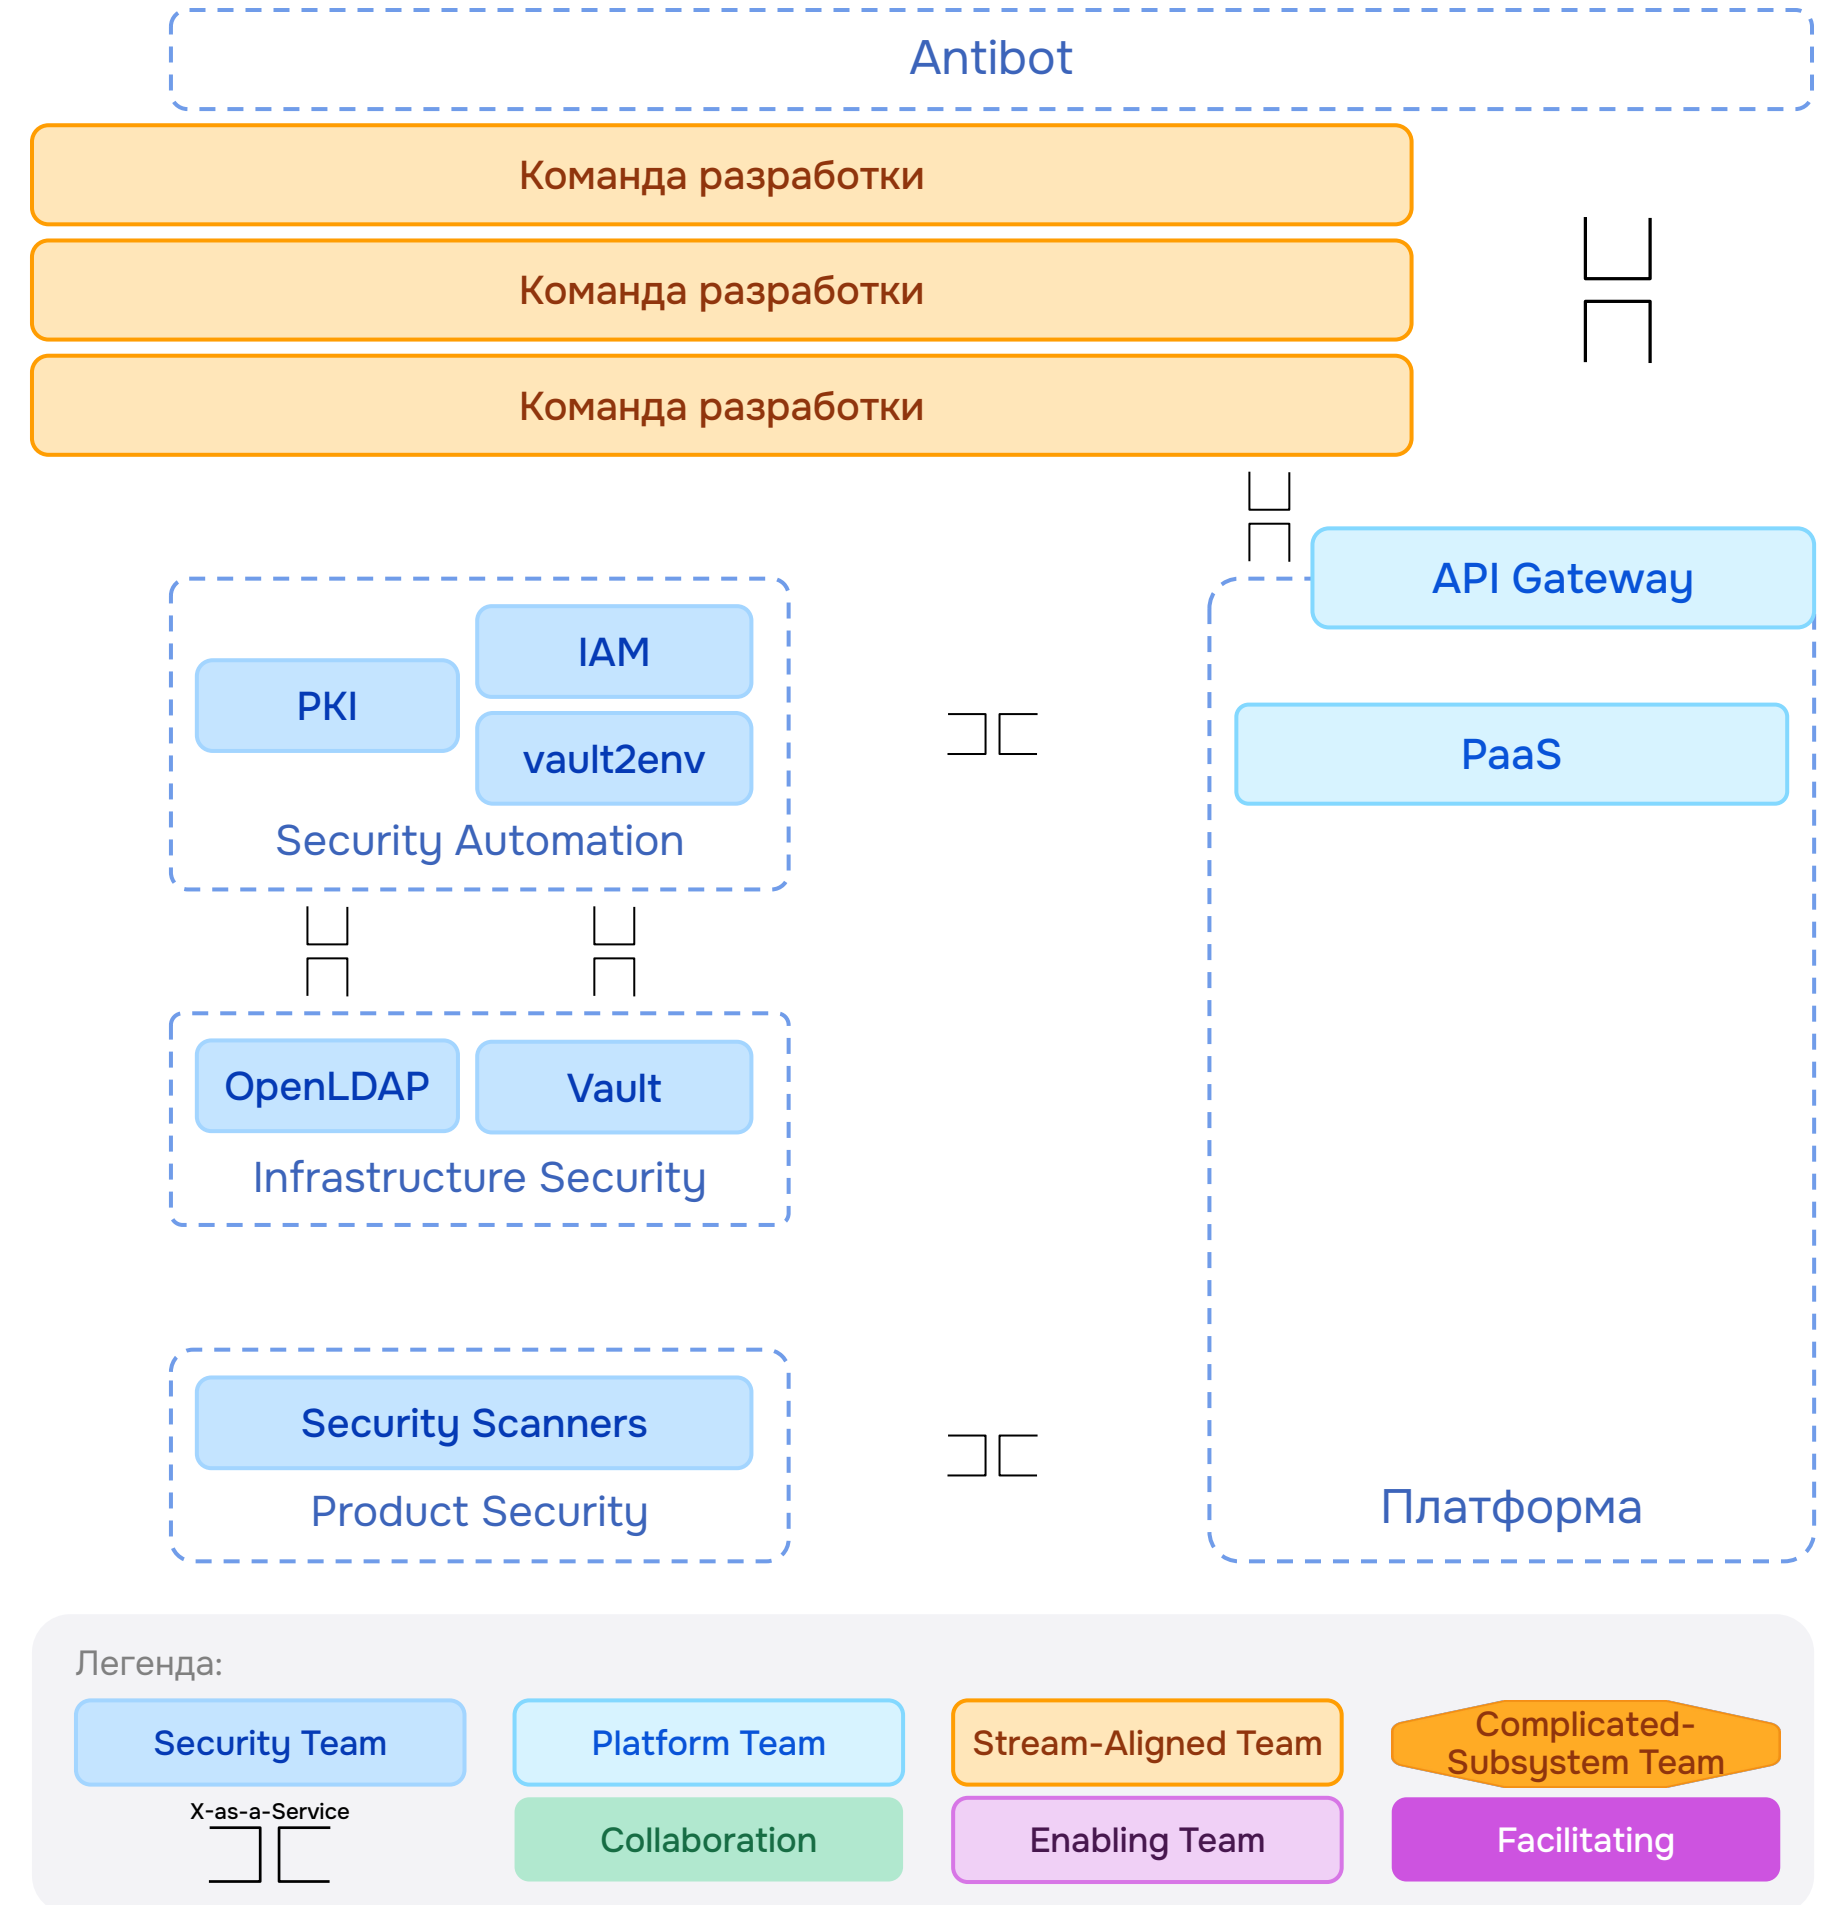 Antibot
Команда разработки
Команда разработки
Команда разработки
API Gateway
IAM
PKI
vault2env
PaaS
Security Automation
OpenLDAP
Vault
Infrastructure Security
Security Scanners
Product Security
Платформа
Легенда:
Security Team
Platform Team
Stream-Aligned Team
Complicated-
Subsystem Team
X-as-a-Service
Collaboration
Enabling Team
Facilitating